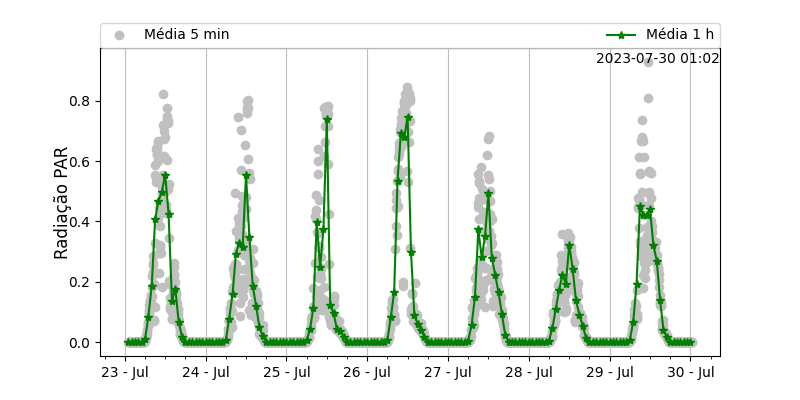 Média 5 min
Média 1 h
2023-07-30 01:02
Radiação PAR
0.8
0.6
0.4
0.2
0.0
23 - Jul 24 - Jul 25 - Jul 26 - Jul 27 - Jul 28 - Jul 29 - Jul 30 - Jul